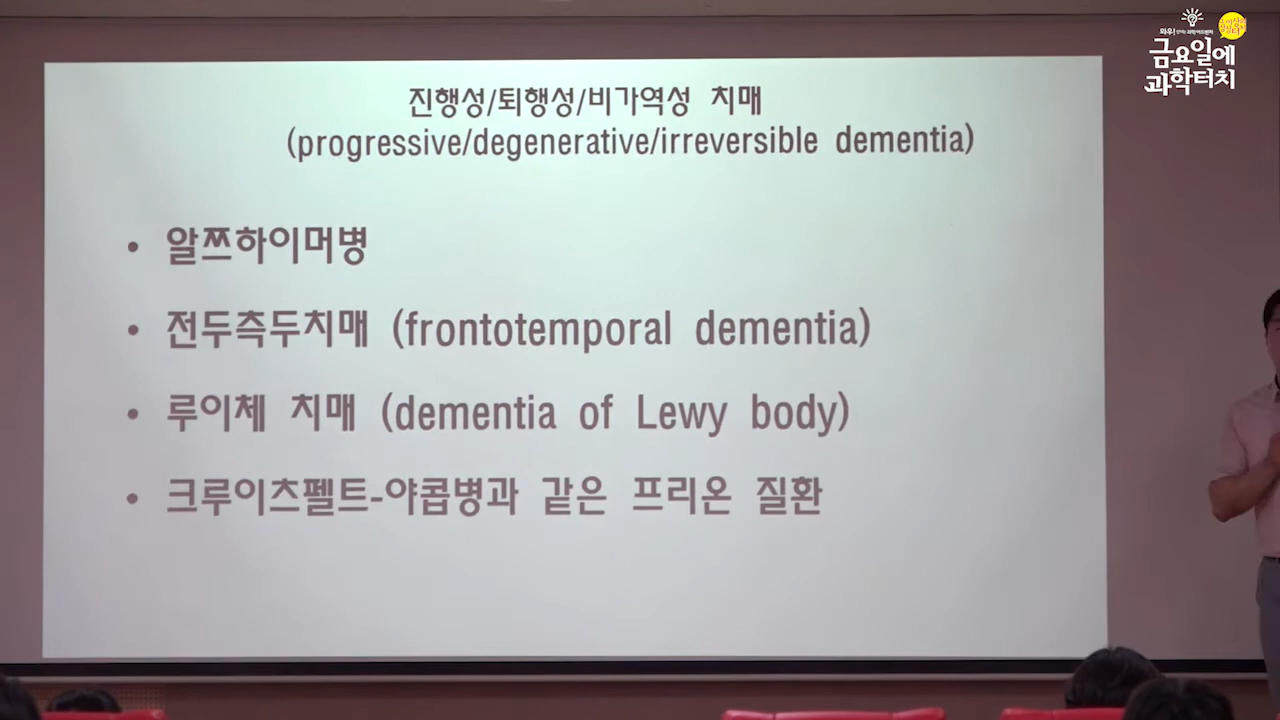 금요일에
과학터치
진행성/퇴행성/비가역성 치매
(progressive/degenerative/irreversible dementia)
• 알쯔하이머병
• 전두측두치매 (frontotemporal dementia)
• 루이체 치매 (dementia of Lewy body)
• 크루이츠펠트-야콥병과 같은 프리온 질환